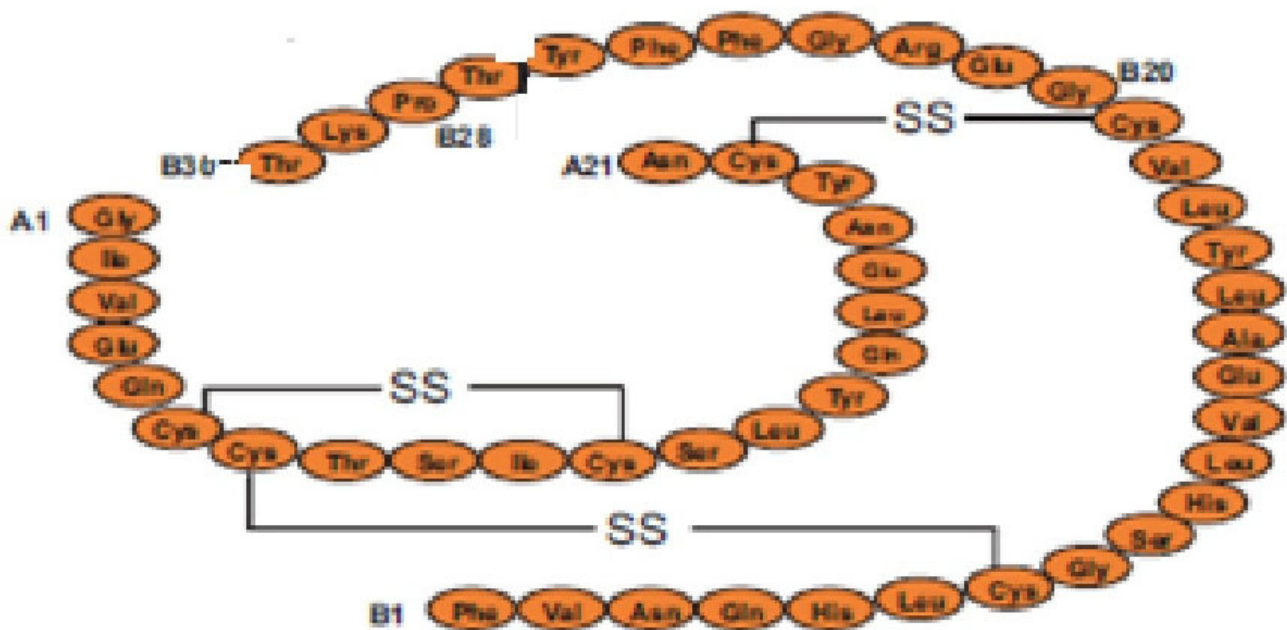 B30 Thr Lys Pro B28 Thr Tyr Phe Phe Gly Arg Glu Gly B20 Cys Val Leu Tyr Leu Ala Glu Val Leu His Ser Gly Cys Leu His Gln Asn Val Phe B1
A1 Gly Ile Val Glu Gln Cys Cys Thr Ser Ile Cys Ser Leu Tyr Gln Leu Glu Asn Tyr Cys Asn A21
SS
SS
SS